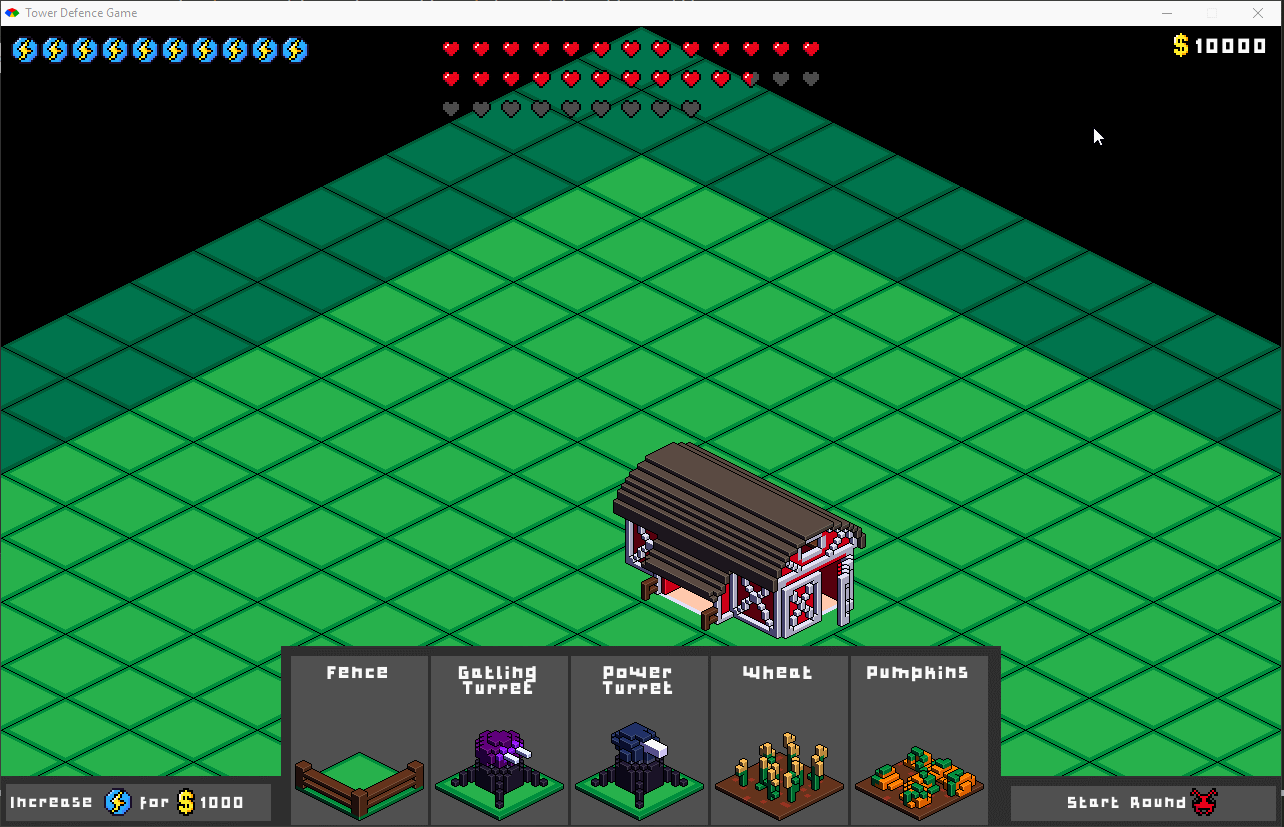 Tower Defence Game
$10000
Fence
Gatling
Turret
Power
Turret
Wheat
Pumpkins
Increase for $1000
Start Round